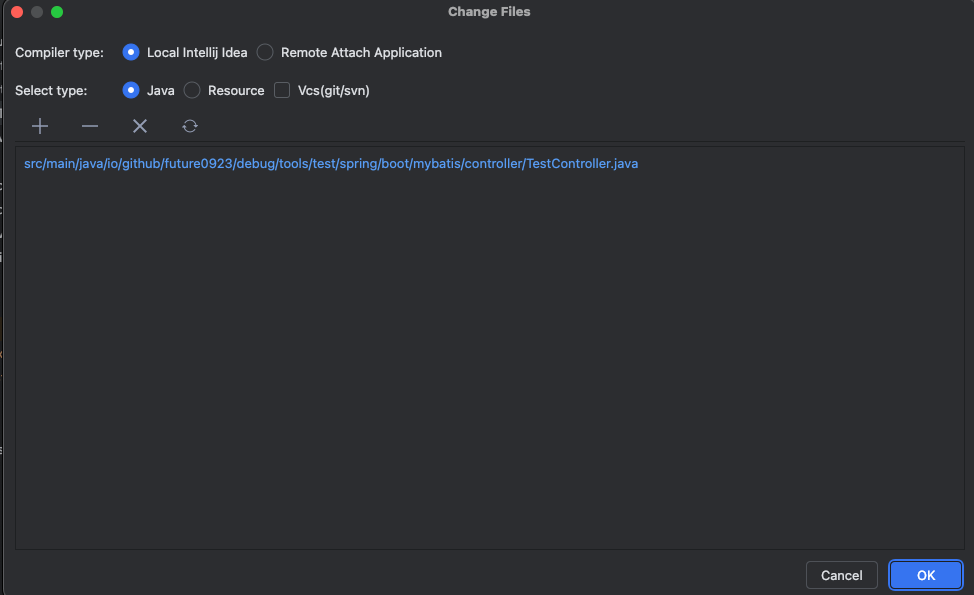 Change Files
Compiler type: Local Intellij Idea Remote Attach Application
Select type: Java Resource Vcs(git/svn)
src/main/java/io/github/future0923/debug/tools/test/spring/boot/mybatis/controller/TestController.java
Cancel OK